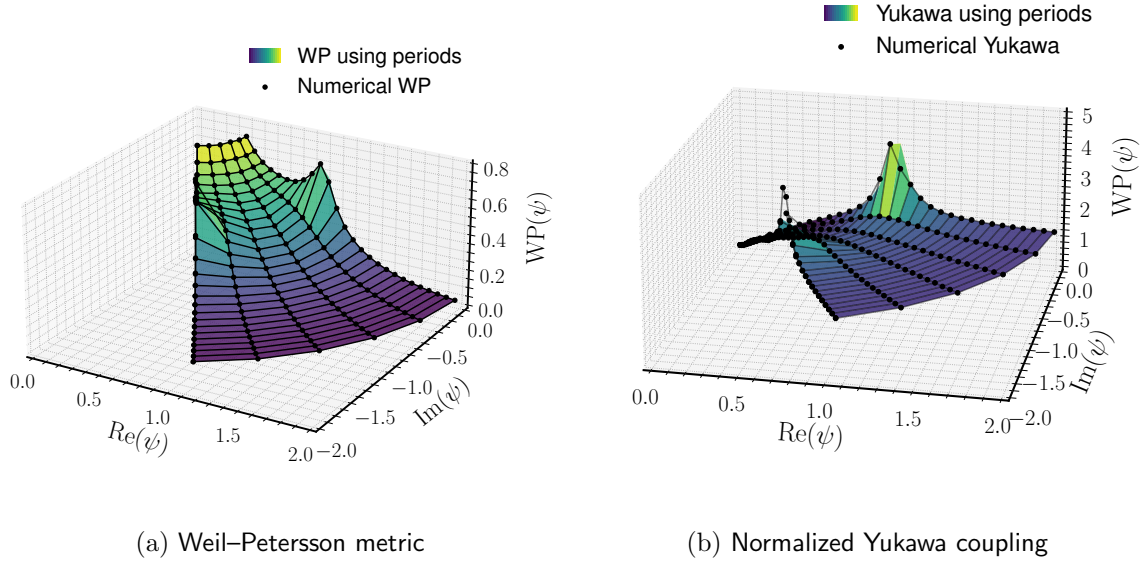 WP using periods
Numerical WP
0.8
0.6
0.4
0.2
0.0
WP(ψ)
0.0
0.5
1.0
1.5
2.0
Re(ψ)
0.0
−0.5
−1.0
−1.5
−2.0
Im(ψ)
(a) Weil–Petersson metric
Yukawa using periods
Numerical Yukawa
5
4
3
2
1
0
WP(ψ)
0.0
0.5
1.0
1.5
2.0
Re(ψ)
0.0
−0.5
−1.0
−1.5
−2.0
Im(ψ)
(b) Normalized Yukawa coupling